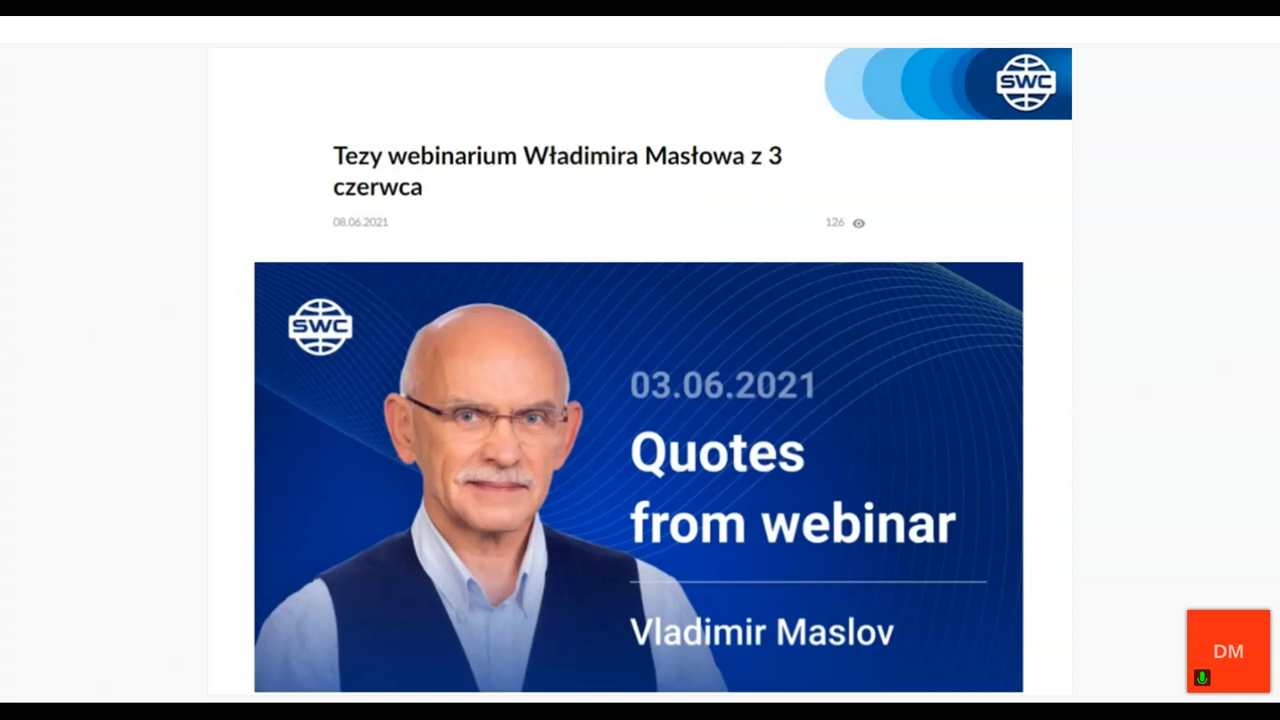 SWC
Tezy webinarium Władimira Masłowa z 3
czerwca
08.06.2021
126
SWC
03.06.2021
Quotes
from webinar
Vladimir Maslov
DM